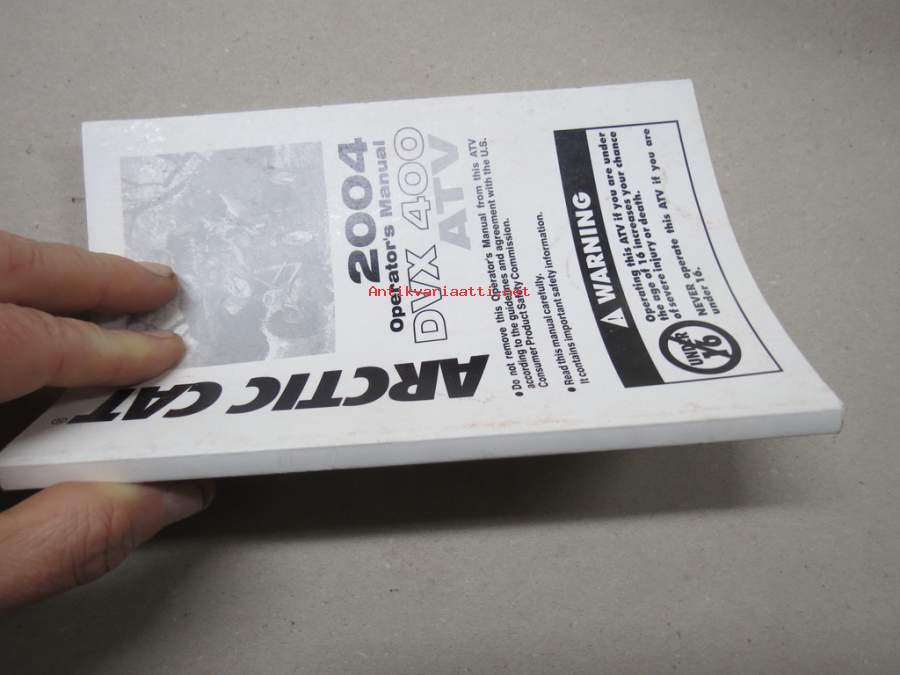 ARCTIC CAT®
2004
Operator's Manual
DVX 400
ATV
• Do not remove this Operator's Manual from this ATV
according to the guidelines and agreement with the U.S.
Consumer Product Safety Commission.
• Read this manual carefully.
It contains important safety information.
WARNING
Operating this ATV if you are under
the age of 16 increases your chance
of severe injury or death.
NEVER operate this ATV if you are
under 16.
UNDER
16
Antikvariaatti.net